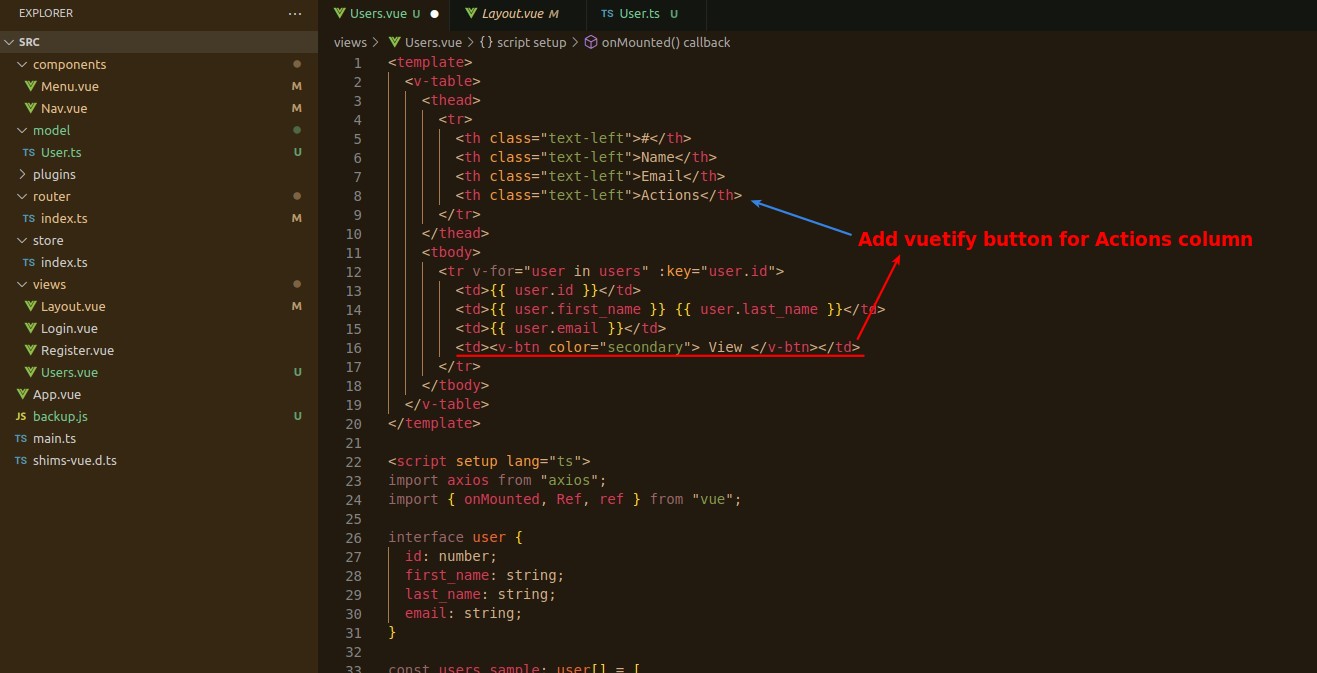 EXPLORER
...
SRC
components
Menu.vue M
Nav.vue M
model
TS User.ts U
plugins
router
TS index.ts M
store
TS index.ts
views
Layout.vue M
Login.vue
Register.vue
Users.vue U
App.vue
JS backup.js U
TS main.ts
TS shims-vue.d.ts
Users.vue U Layout.vue M TS User.ts U
views > Users.vue > {} script setup > onMounted() callback
1 <template>
2 <v-table>
3 <thead>
4 <tr>
5 <th class="text-left">#</th>
6 <th class="text-left">Name</th>
7 <th class="text-left">Email</th>
8 <th class="text-left">Actions</th>
9 </tr>
Add vuetify button for Actions column
10 </thead>
11 <tbody>
12 <tr v-for="user in users" :key="user.id">
13 <td>{{ user.id }}</td>
14 <td>{{ user.first_name }} {{ user.last_name }}</td>
15 <td>{{ user.email }}</td>
16 <td><v-btn color="secondary"> View </v-btn></td>
17 </tr>
18 </tbody>
19 </v-table>
20 </template>
21
22 <script setup lang="ts">
23 import axios from "axios";
24 import { onMounted, Ref, ref } from "vue";
25
26 interface user {
27 id: number;
28 first_name: string;
29 last_name: string;
30 email: string;
31 }
32
33 const users_sample: user[] = [